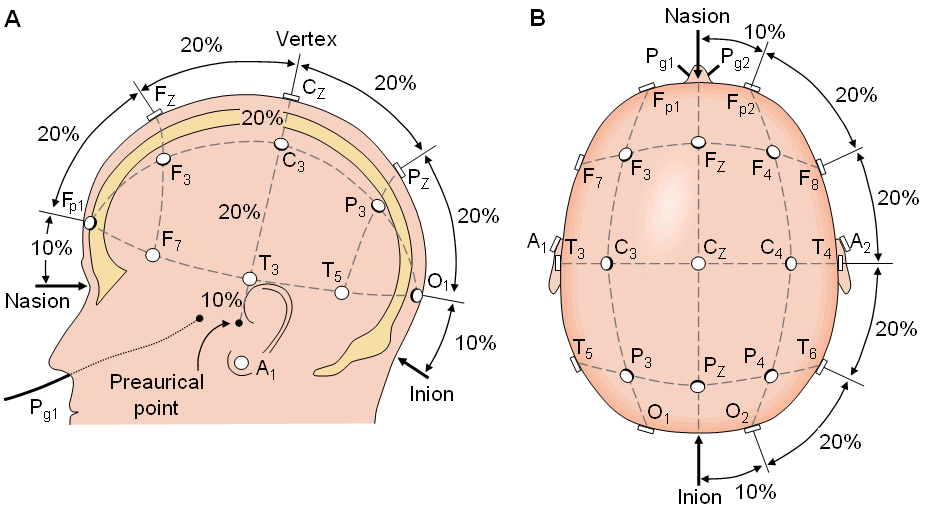 A
Vertex
20%
20%
FZ
CZ
20%
20%
F3
C3
PZ
Fp1
20%
P3
20%
F7
10%
T3
T5
O1
Nasion
10%
10%
A1
Preaurical
point
Inion
Pg1
B
Nasion
10%
Pg1
Pg2
Fp1
Fp2
20%
F7
F3
FZ
F4
F8
20%
A1
T3
C3
CZ
C4
T4
A2
20%
T5
P3
PZ
P4
T6
O1
O2
20%
Inion
10%